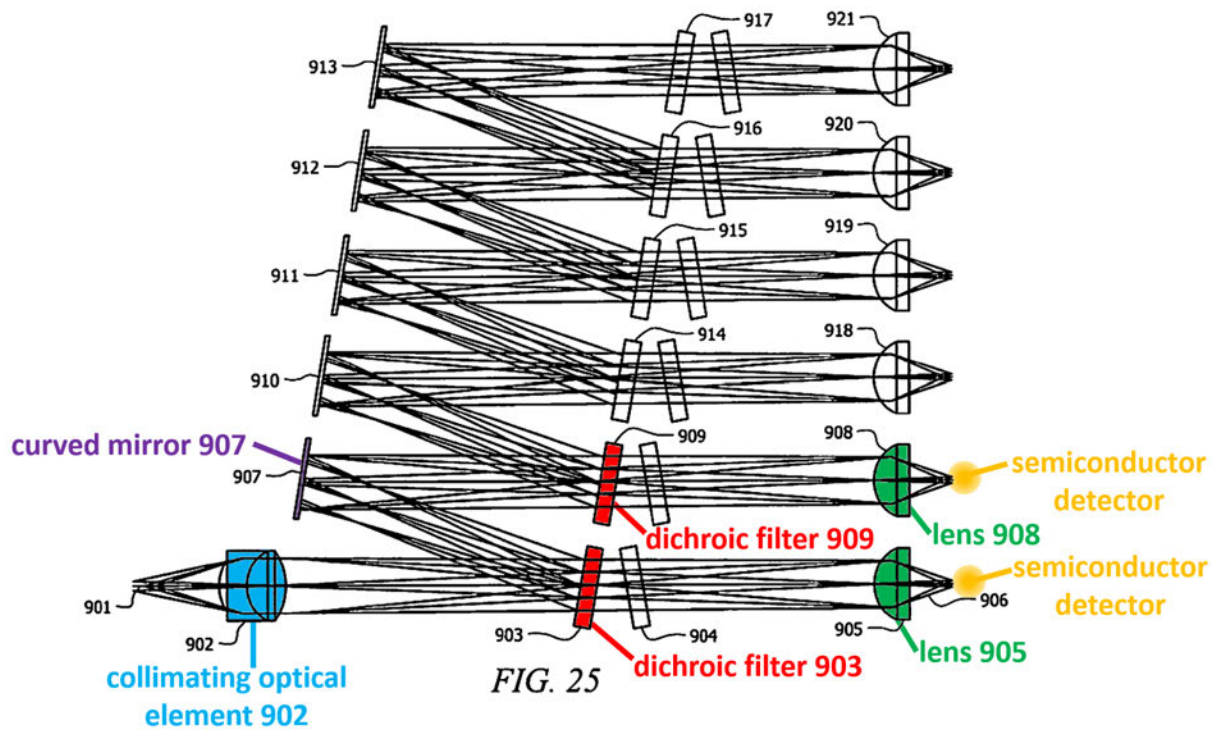 917
921
913
916
920
912
915
919
911
914
918
910
909
908
curved mirror 907
907
semiconductor
detector
dichroic filter 909
lens 908
901
902
903
904
905
906
semiconductor
detector
collimating optical
element 902
dichroic filter 903
lens 905
FIG. 25